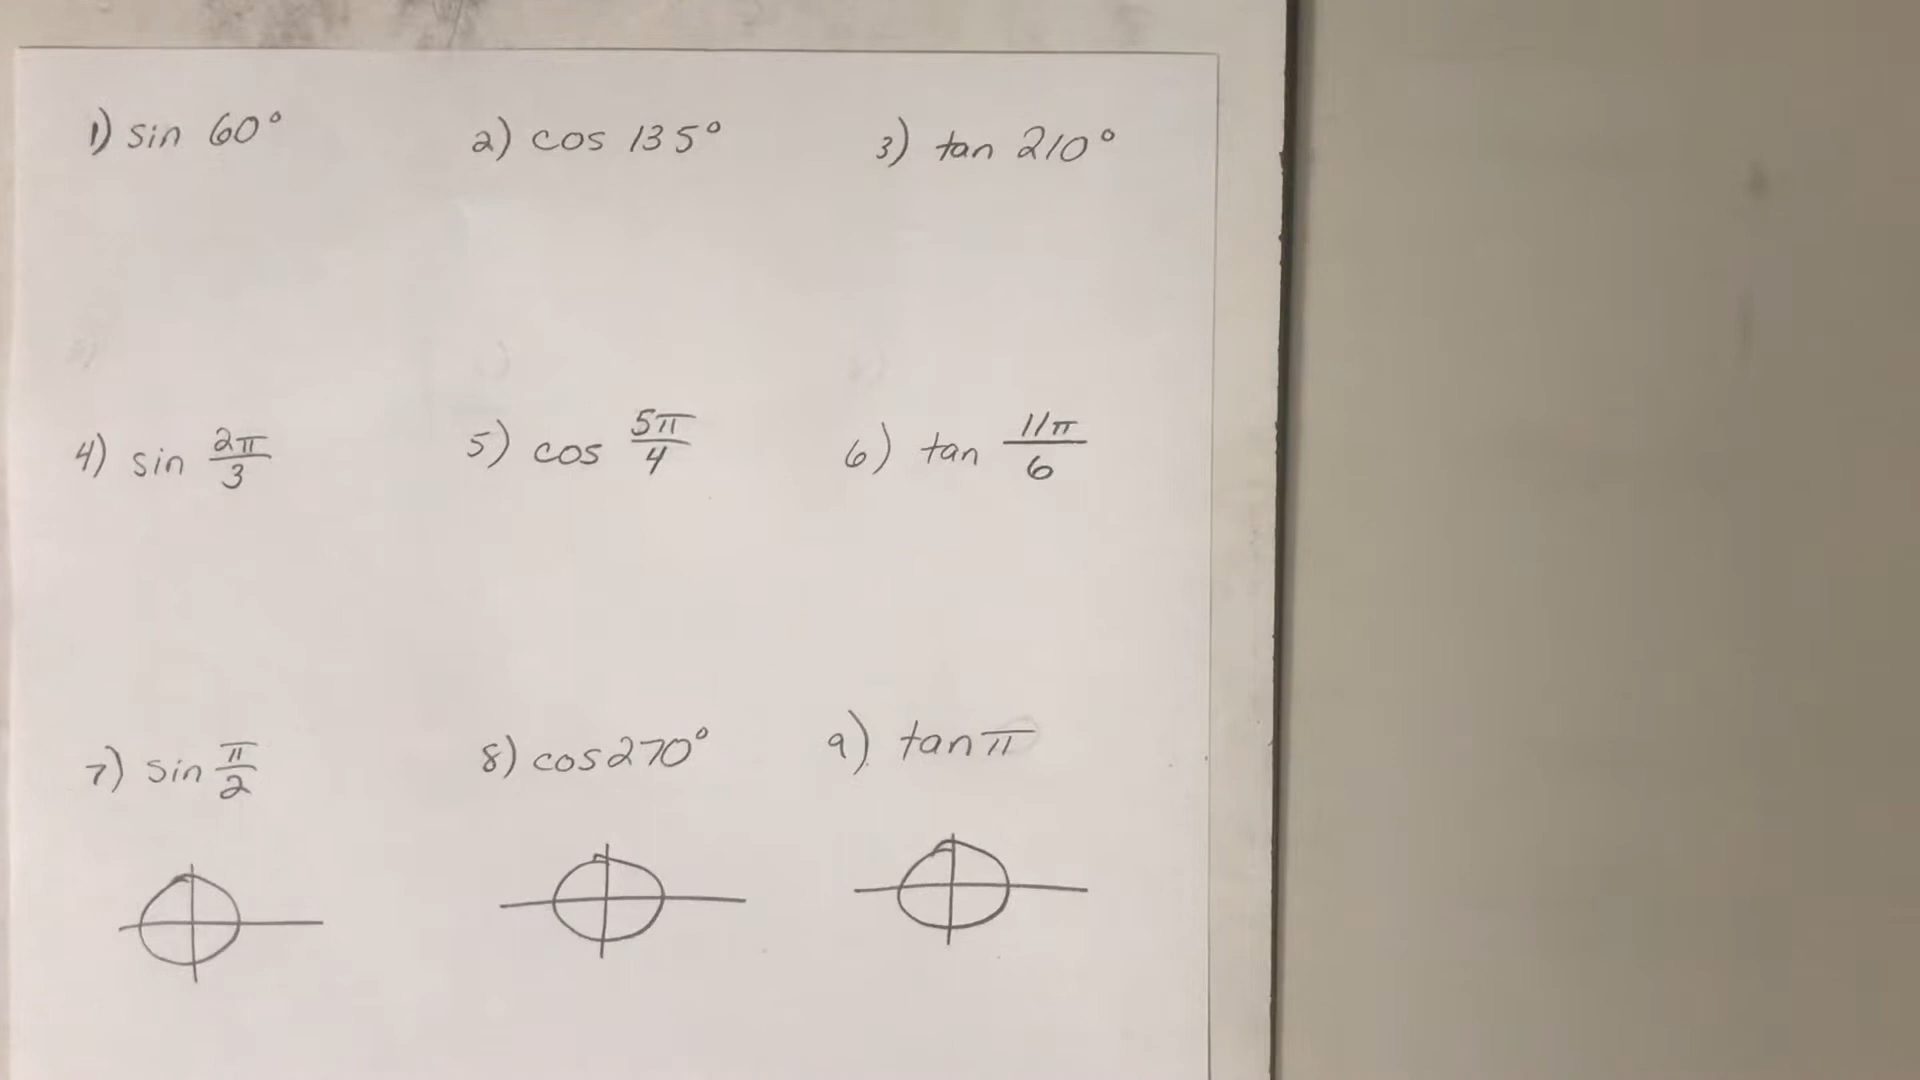 1) sin 60°
2) cos 135°
3) tan 210°
4) sin 2π/3
5) cos 5π/4
6) tan 11π/6
7) sin π/2
8) cos 270°
9) tan π